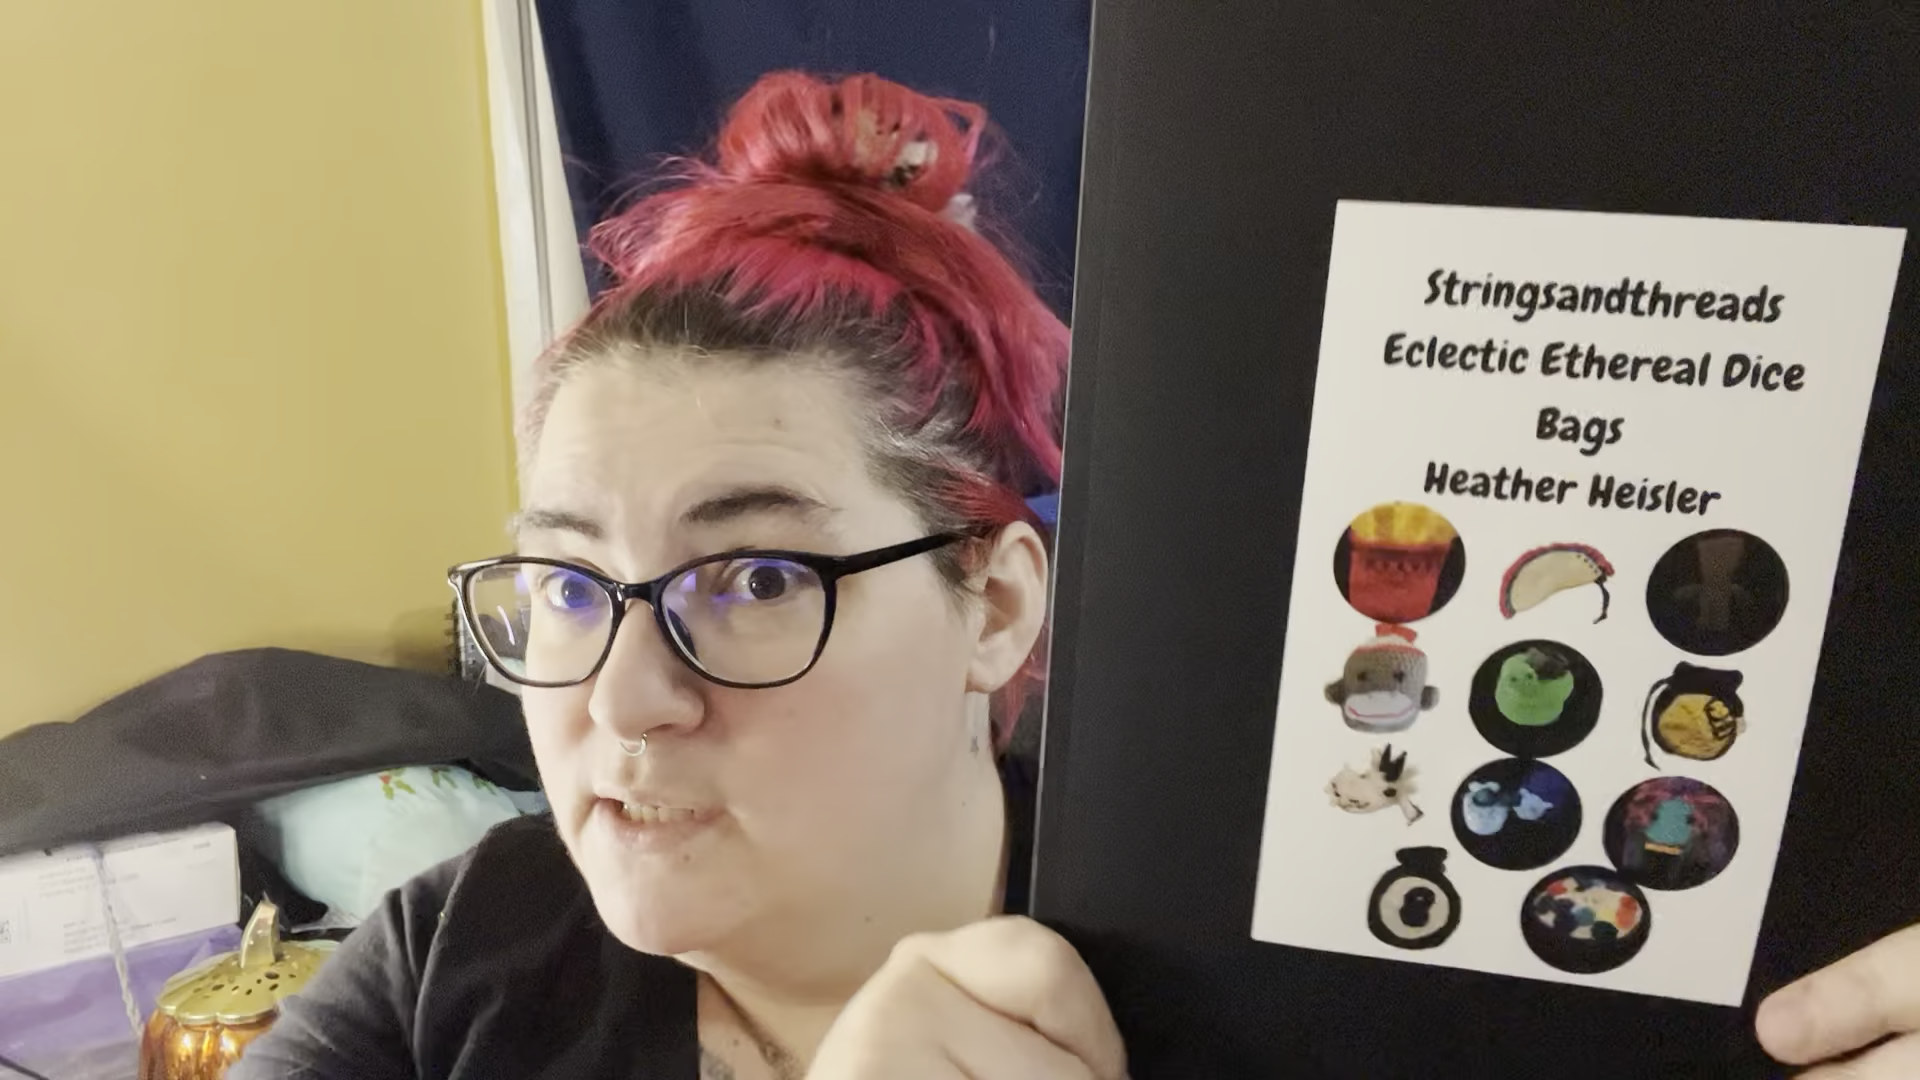 Stringsandthreads
Eclectic Ethereal Dice
Bags
Heather Heisler